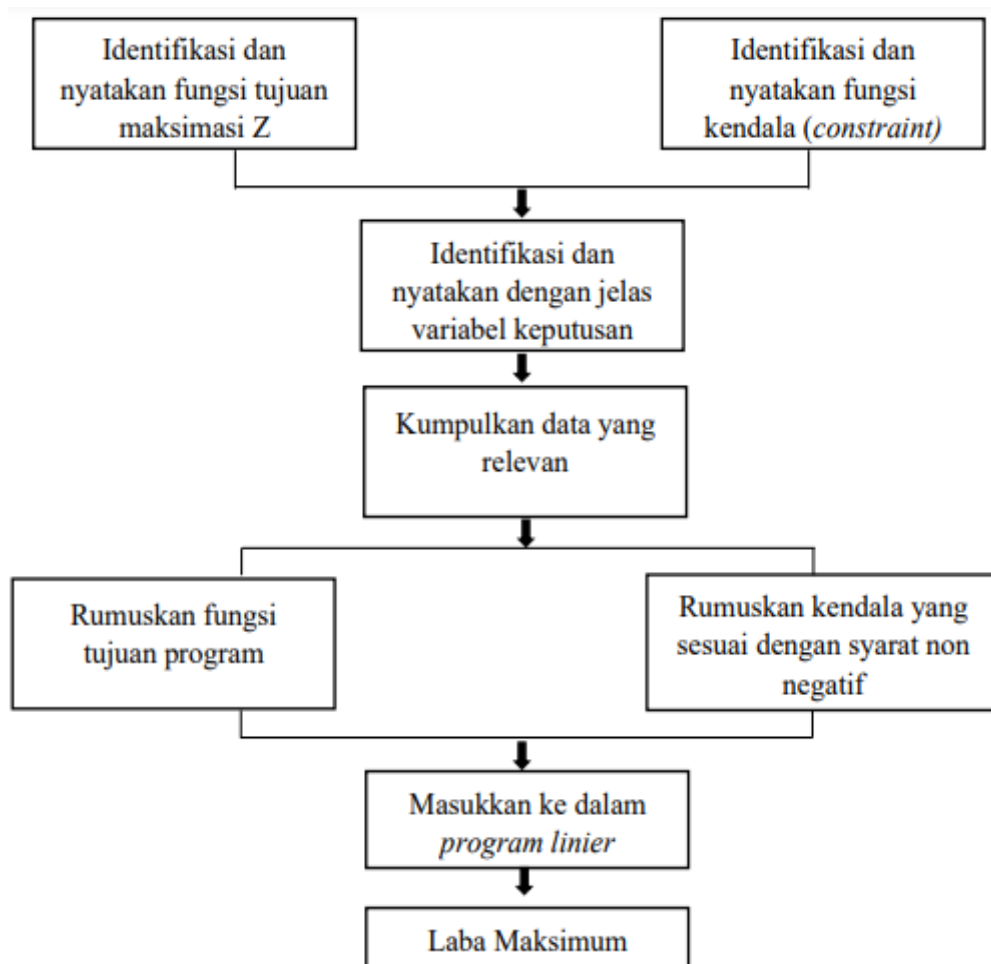 Identifikasi dan
nyatakan fungsi tujuan
maksimasi Z
Identifikasi dan
nyatakan fungsi
kendala (constraint)
Identifikasi dan
nyatakan dengan jelas
variabel keputusan
Kumpulkan data yang
relevan
Rumuskan fungsi
tujuan program
Rumuskan kendala yang
sesuai dengan syarat non
negatif
Masukkan ke dalam
program linier
Laba Maksimum